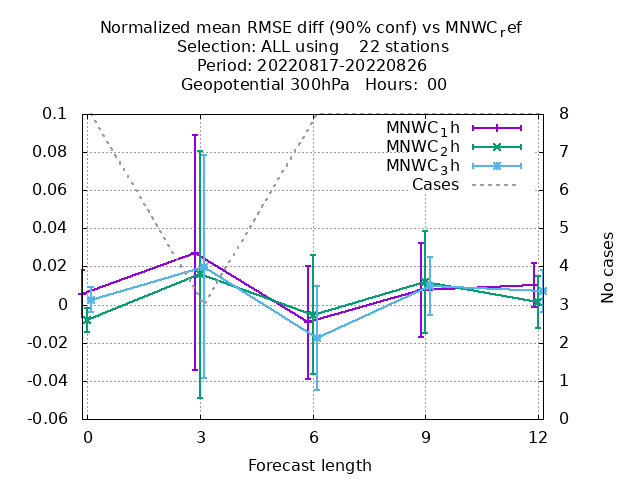 Normalized mean RMSE diff (90% conf) vs MNWC_ref
Selection: ALL using    22 stations
Period: 20220817-20220826
Geopotential 300hPa   Hours:  00
0.1
0.08
0.06
0.04
0.02
0
-0.02
-0.04
-0.06
8
7
6
5
4
3
2
1
0
MNWC_1h
MNWC_2h
MNWC_3h
Cases
No cases
0 3 6 9 12
Forecast length